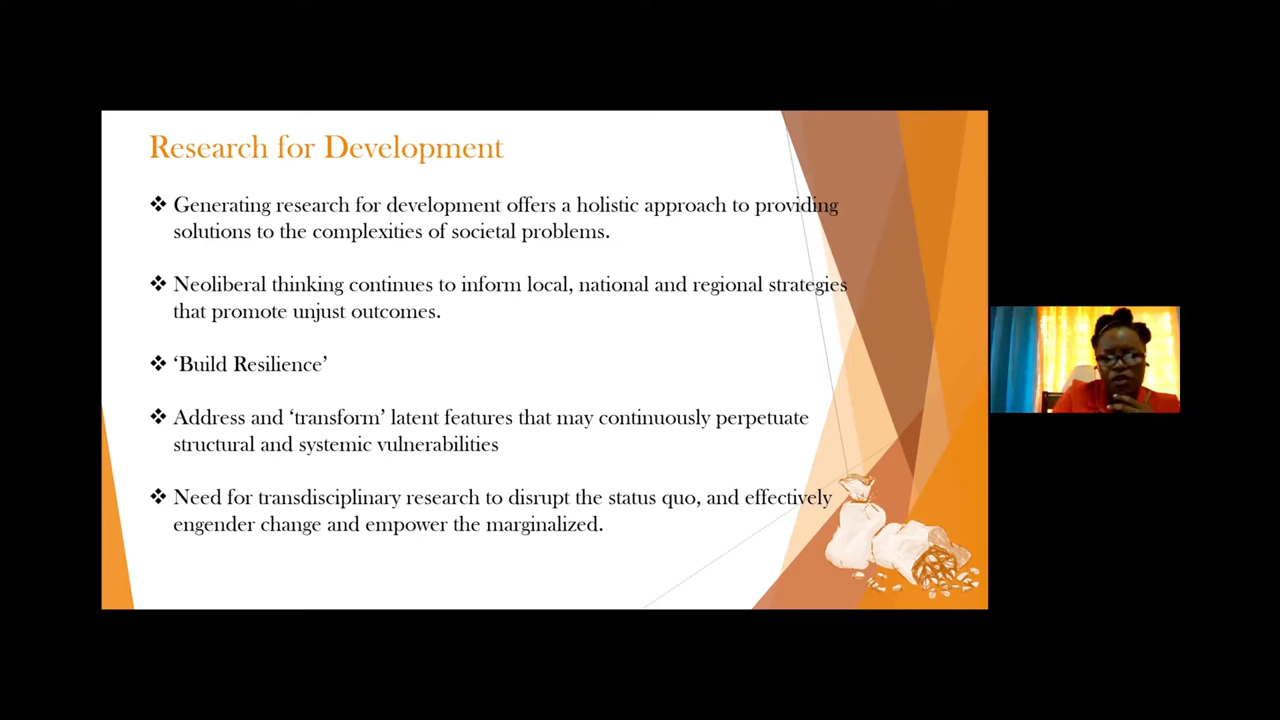 Research for Development
❖ Generating research for development offers a holistic approach to providing
solutions to the complexities of societal problems.
❖ Neoliberal thinking continues to inform local, national and regional strategies
that promote unjust outcomes.
❖ ‘Build Resilience’
❖ Address and ‘transform’ latent features that may continuously perpetuate
structural and systemic vulnerabilities
❖ Need for transdisciplinary research to disrupt the status quo, and effectively
engender change and empower the marginalized.